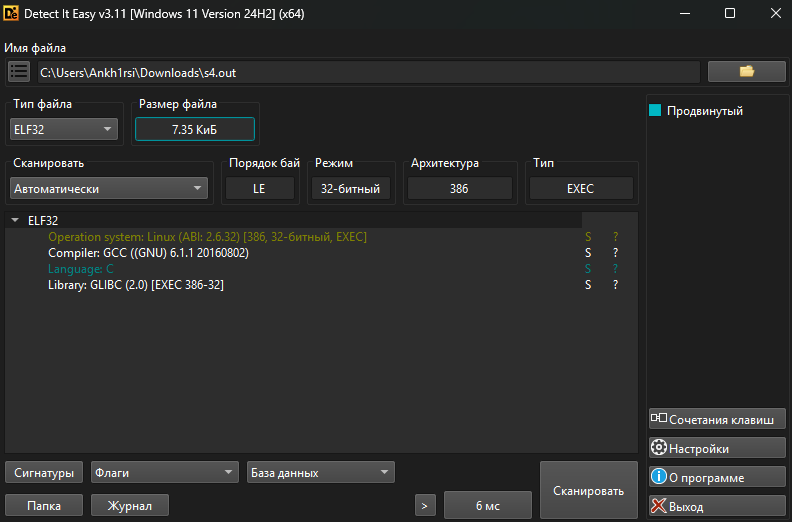 Detect It Easy v3.11 [Windows 11 Version 24H2] (x64)
Имя файла
C:\Users\Ankh1rsi\Downloads\s4.out
Тип файла
Размер файла
ELF32
7.35 КиБ
Продвинутый
Сканировать
Порядок бай
Режим
Архитектура
Тип
Автоматически
LE
32-битный
386
EXEC
ELF32
Operation system: Linux (ABI: 2.6.32) [386, 32-битный, EXEC] S ?
Compiler: GCC ((GNU) 6.1.1 20160802) S ?
Language: C S ?
Library: GLIBC (2.0) [EXEC 386-32] S ?
Сочетания клавиш
Настройки
О программе
Выход
Сигнатуры
Флаги
База данных
Сканировать
Папка
Журнал
>
6 мс